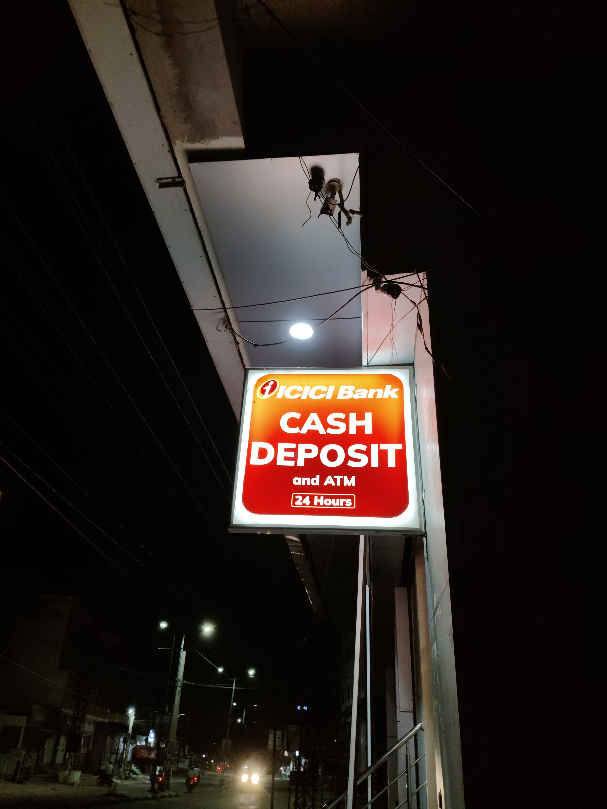 ICICI Bank
CASH
DEPOSIT
and ATM
24 Hours